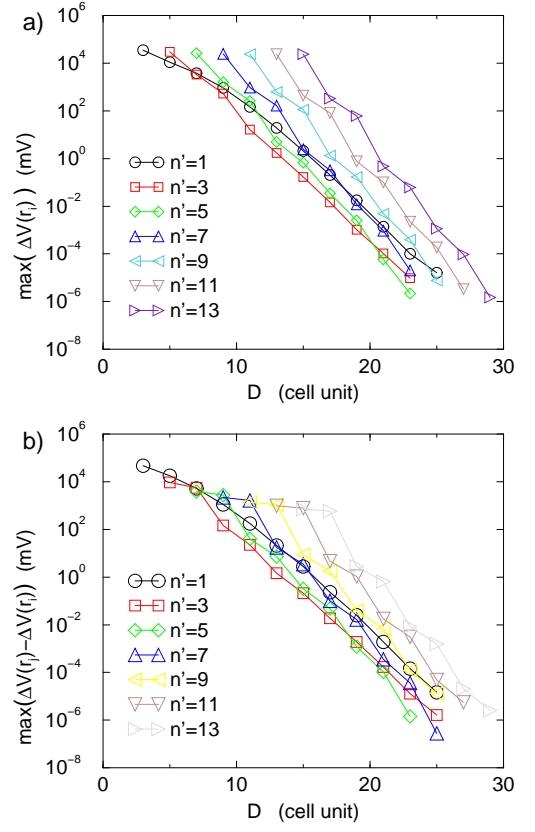 a)
10^6
10^4
10^2
10^0
10^-2
10^-4
10^-6
10^-8
max( ΔV(r_i) ) (mV)
n'=1
n'=3
n'=5
n'=7
n'=9
n'=11
n'=13
0 10 20 30
D (cell unit)
b)
10^6
10^4
10^2
10^0
10^-2
10^-4
10^-6
10^-8
max(ΔV(r_j)−ΔV(r_i)) (mV)
n'=1
n'=3
n'=5
n'=7
n'=9
n'=11
n'=13
0 10 20 30
D (cell unit)